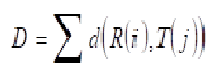 D = ∑ d(R(i), T(j))